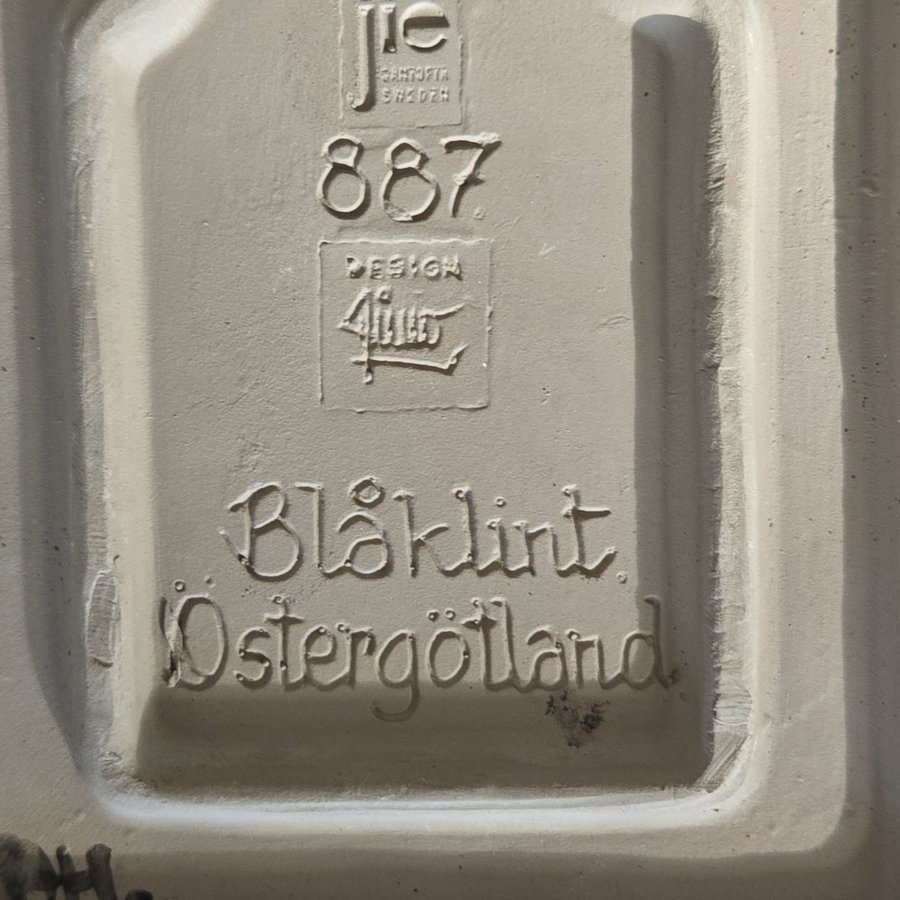 jie
GANTOFTA
SWEDEN
887.
DESIGN
Blåklint.
Östergötland.